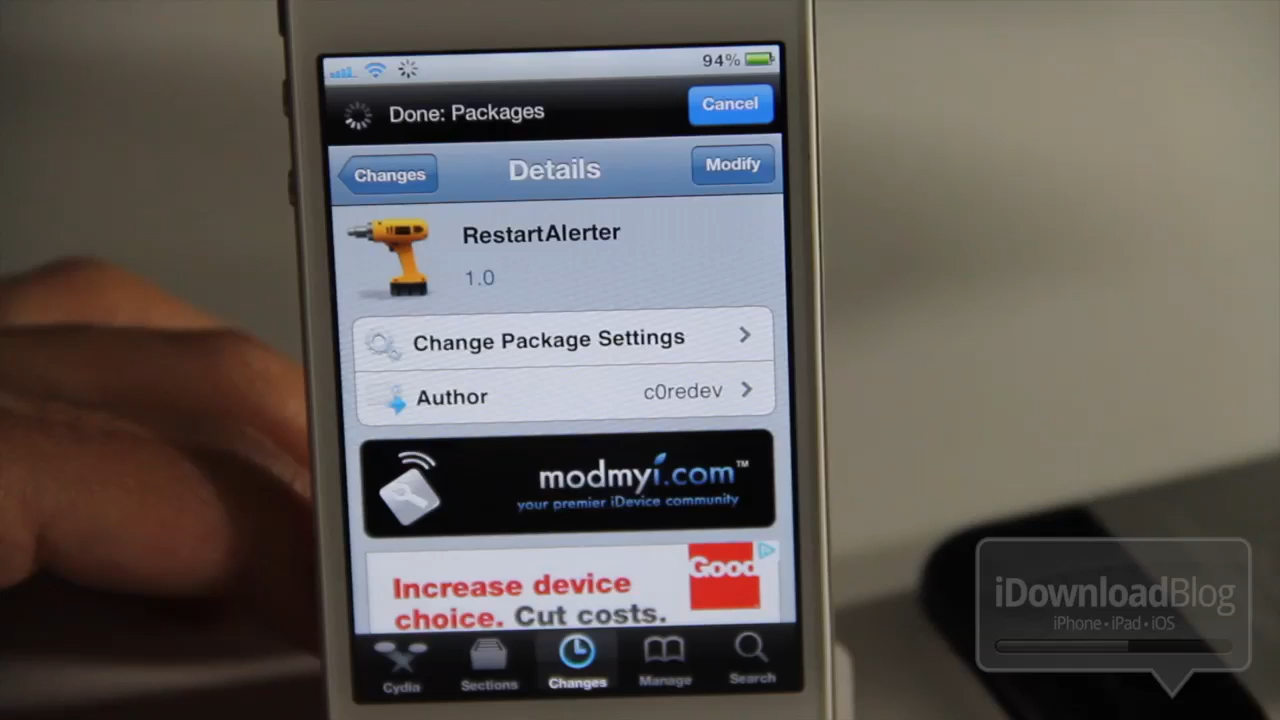 94%
Done: Packages
Cancel
Changes
Details
Modify
RestartAlerter
1.0
Change Package Settings
Author
c0redev
modmyi.com™
your premier iDevice community
Increase device
choice. Cut costs.
Good
Cydia
Sections
Changes
Manage
Search
iDownloadBlog
iPhone • iPad • iOS